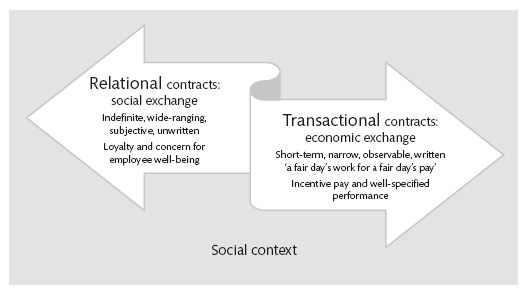 Relational contracts:
social exchange
Indefinite, wide-ranging,
subjective, unwritten
Loyalty and concern for
employee well-being
Transactional contracts:
economic exchange
Short-term, narrow, observable, written
‘a fair day’s work for a fair day’s pay’
Incentive pay and well-specified
performance
Social context